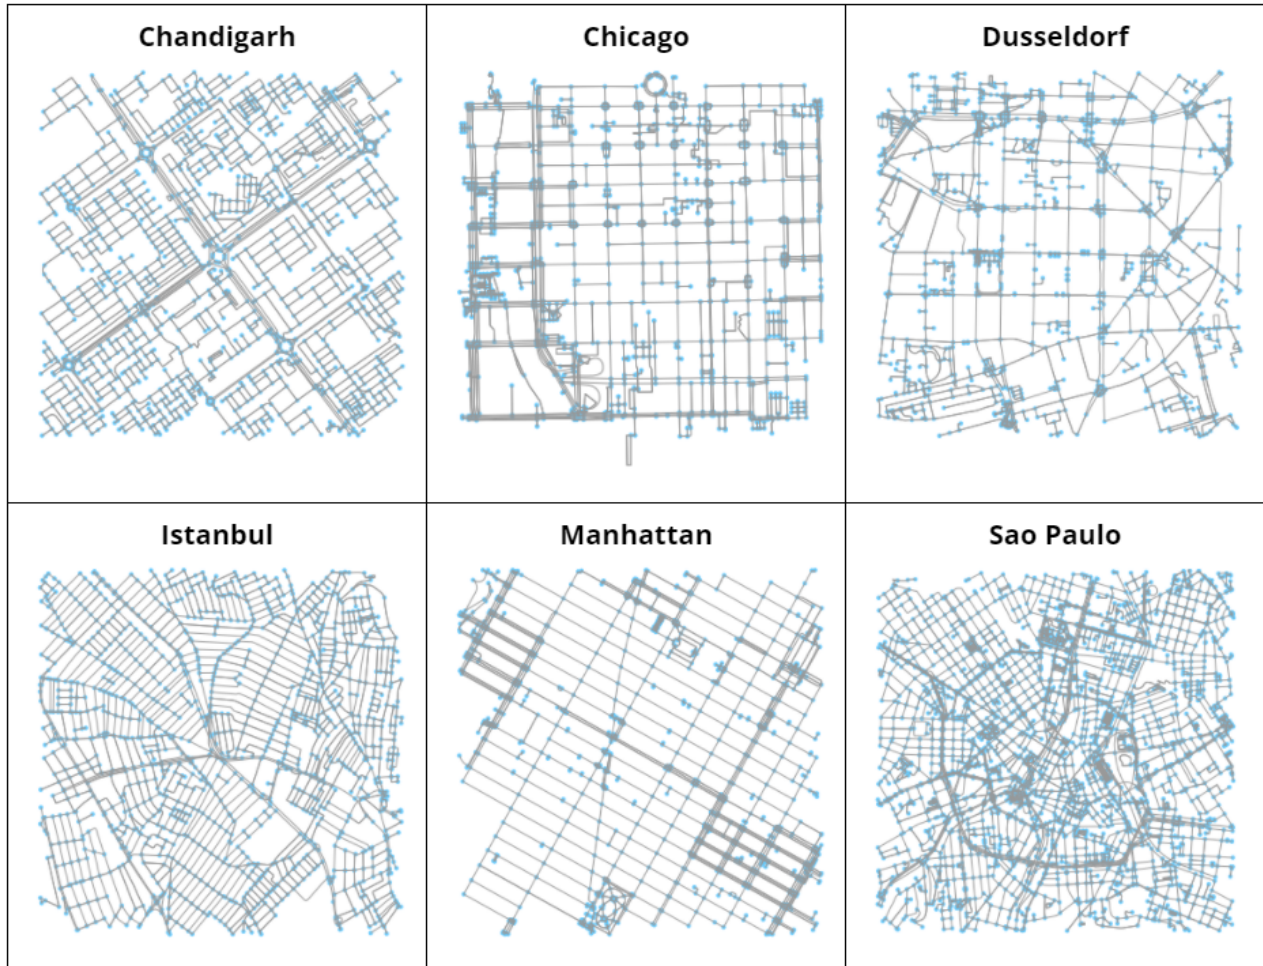 Chandigarh
Chicago
Dusseldorf
Istanbul
Manhattan
Sao Paulo